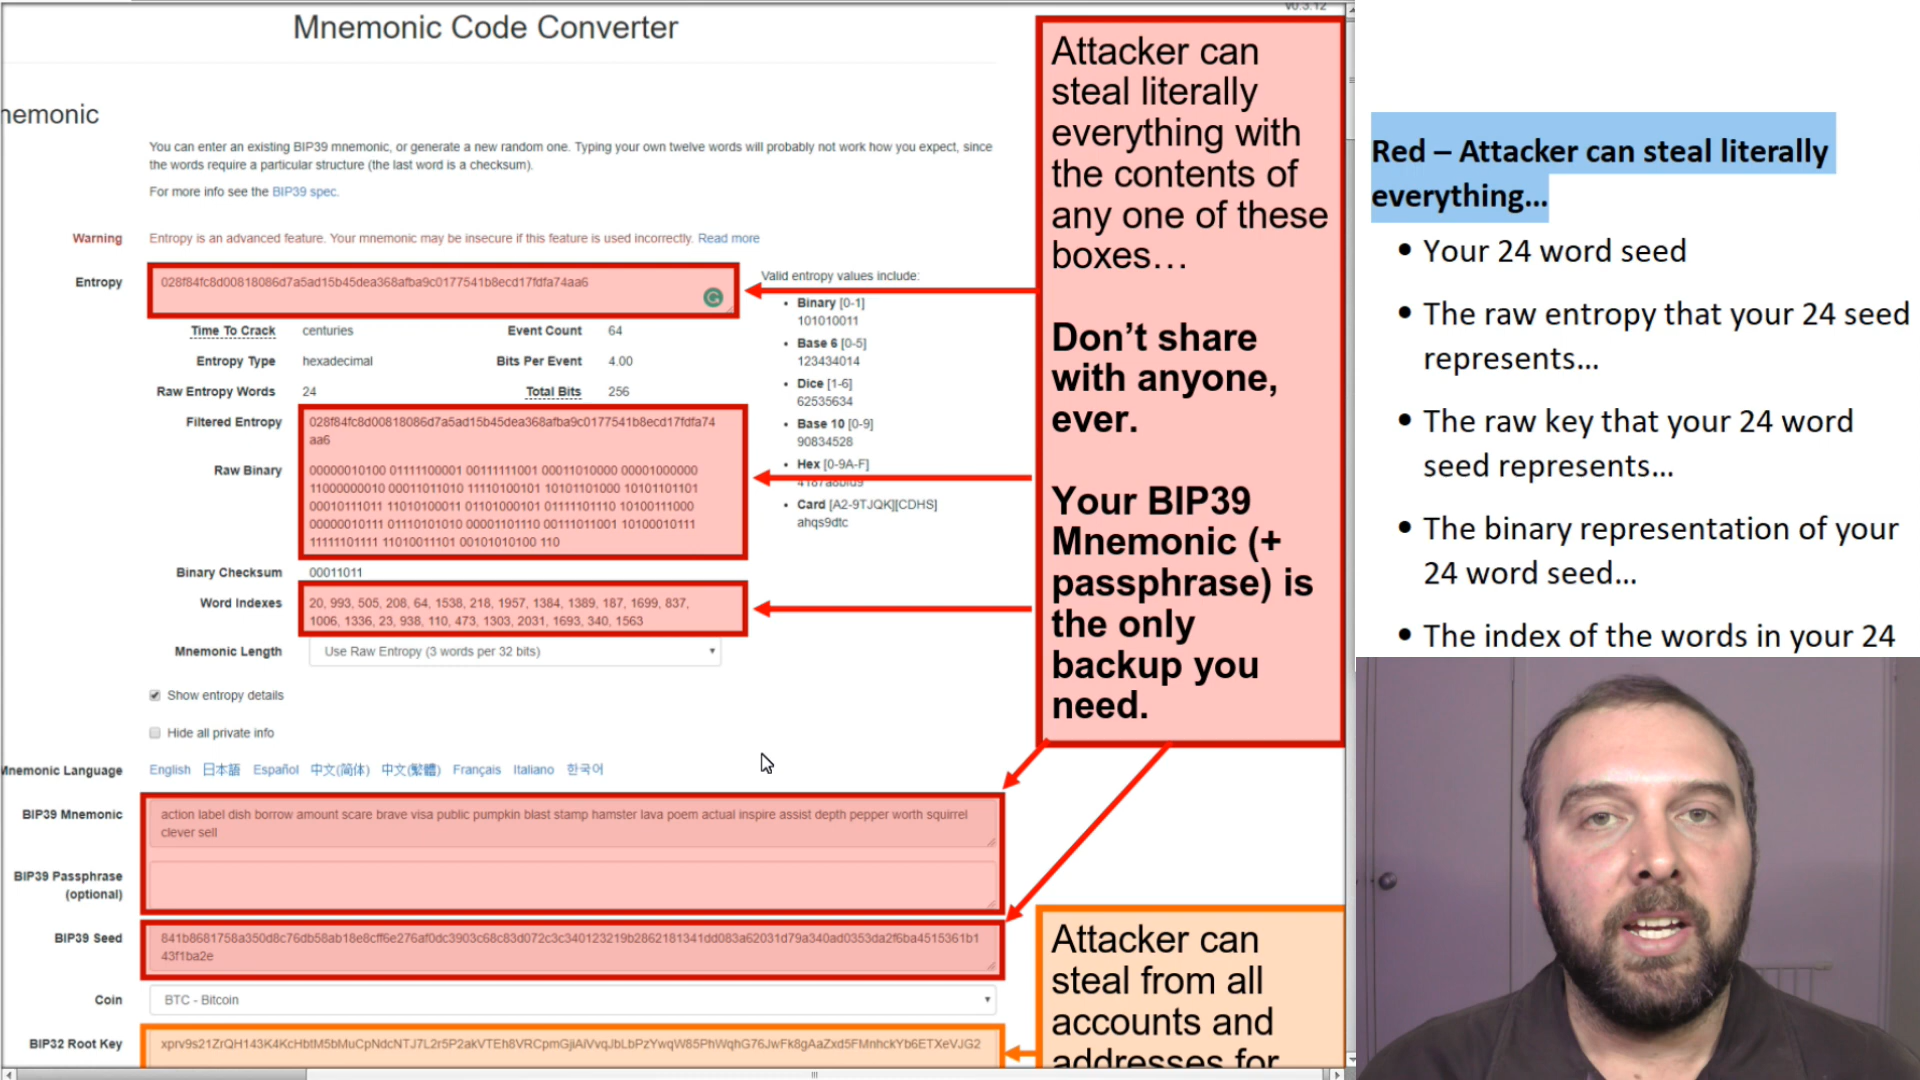 v0.3.12
Mnemonic Code Converter
nemonic
You can enter an existing BIP39 mnemonic, or generate a new random one. Typing your own twelve words will probably not work how you expect, since
the words require a particular structure (the last word is a checksum).
For more info see the BIP39 spec.
Warning Entropy is an advanced feature. Your mnemonic may be insecure if this feature is used incorrectly. Read more
Entropy 028f84fc8d00818086d7a5ad15b45dea368afba9c0177541b8ecd17fdfa74aa6
Time To Crack centuries Event Count 64
Entropy Type hexadecimal Bits Per Event 4.00
Raw Entropy Words 24 Total Bits 256
Filtered Entropy 028f84fc8d00818086d7a5ad15b45dea368afba9c0177541b8ecd17fdfa74
aa6
Raw Binary 00000010100 01111100001 00111111001 00011010000 00001000000
11000000010 00011011010 11110100101 10101101000 10101101101
00010111011 11010100011 01101000101 01111101110 10100111000
00000010111 01110101010 00001101110 00111011001 10100010111
11111101111 11010011101 00101010100 110
Binary Checksum 00011011
Word Indexes 20, 993, 505, 208, 64, 1538, 218, 1957, 1384, 1389, 187, 1699, 837,
1006, 1336, 23, 938, 110, 473, 1303, 2031, 1693, 340, 1563
Mnemonic Length Use Raw Entropy (3 words per 32 bits)
Show entropy details
Hide all private info
Valid entropy values include:
• Binary [0-1]
101010011
• Base 6 [0-5]
123434014
• Dice [1-6]
62535634
• Base 10 [0-9]
90834528
• Hex [0-9A-F]
4187a8bfd9
• Card [A2-9TJQK][CDHS]
ahqs9dtc
Mnemonic Language English 日本語 Español 中文(简体) 中文(繁體) Français Italiano 한국어
BIP39 Mnemonic action label dish borrow amount scare brave visa public pumpkin blast stamp hamster lava poem actual inspire assist depth pepper worth squirrel
clever sell
BIP39 Passphrase
(optional)
BIP39 Seed 841b8681758a350d8c76db58ab18e8cff6e276af0dc3903c68c83d072c3c340123219b2862181341dd083a62031d79a340ad0353da2f6ba4515361b1
43f1ba2e
Coin BTC - Bitcoin
BIP32 Root Key
Attacker can
steal literally
everything with
the contents of
any one of these
boxes…
Don’t share
with anyone,
ever.
Your BIP39
Mnemonic (+
passphrase) is
the only
backup you
need.
Attacker can
steal from all
accounts and
addresses for
Red – Attacker can steal literally
everything…
• Your 24 word seed
• The raw entropy that your 24 seed
represents…
• The raw key that your 24 word
seed represents…
• The binary representation of your
24 word seed…
• The index of the words in your 24